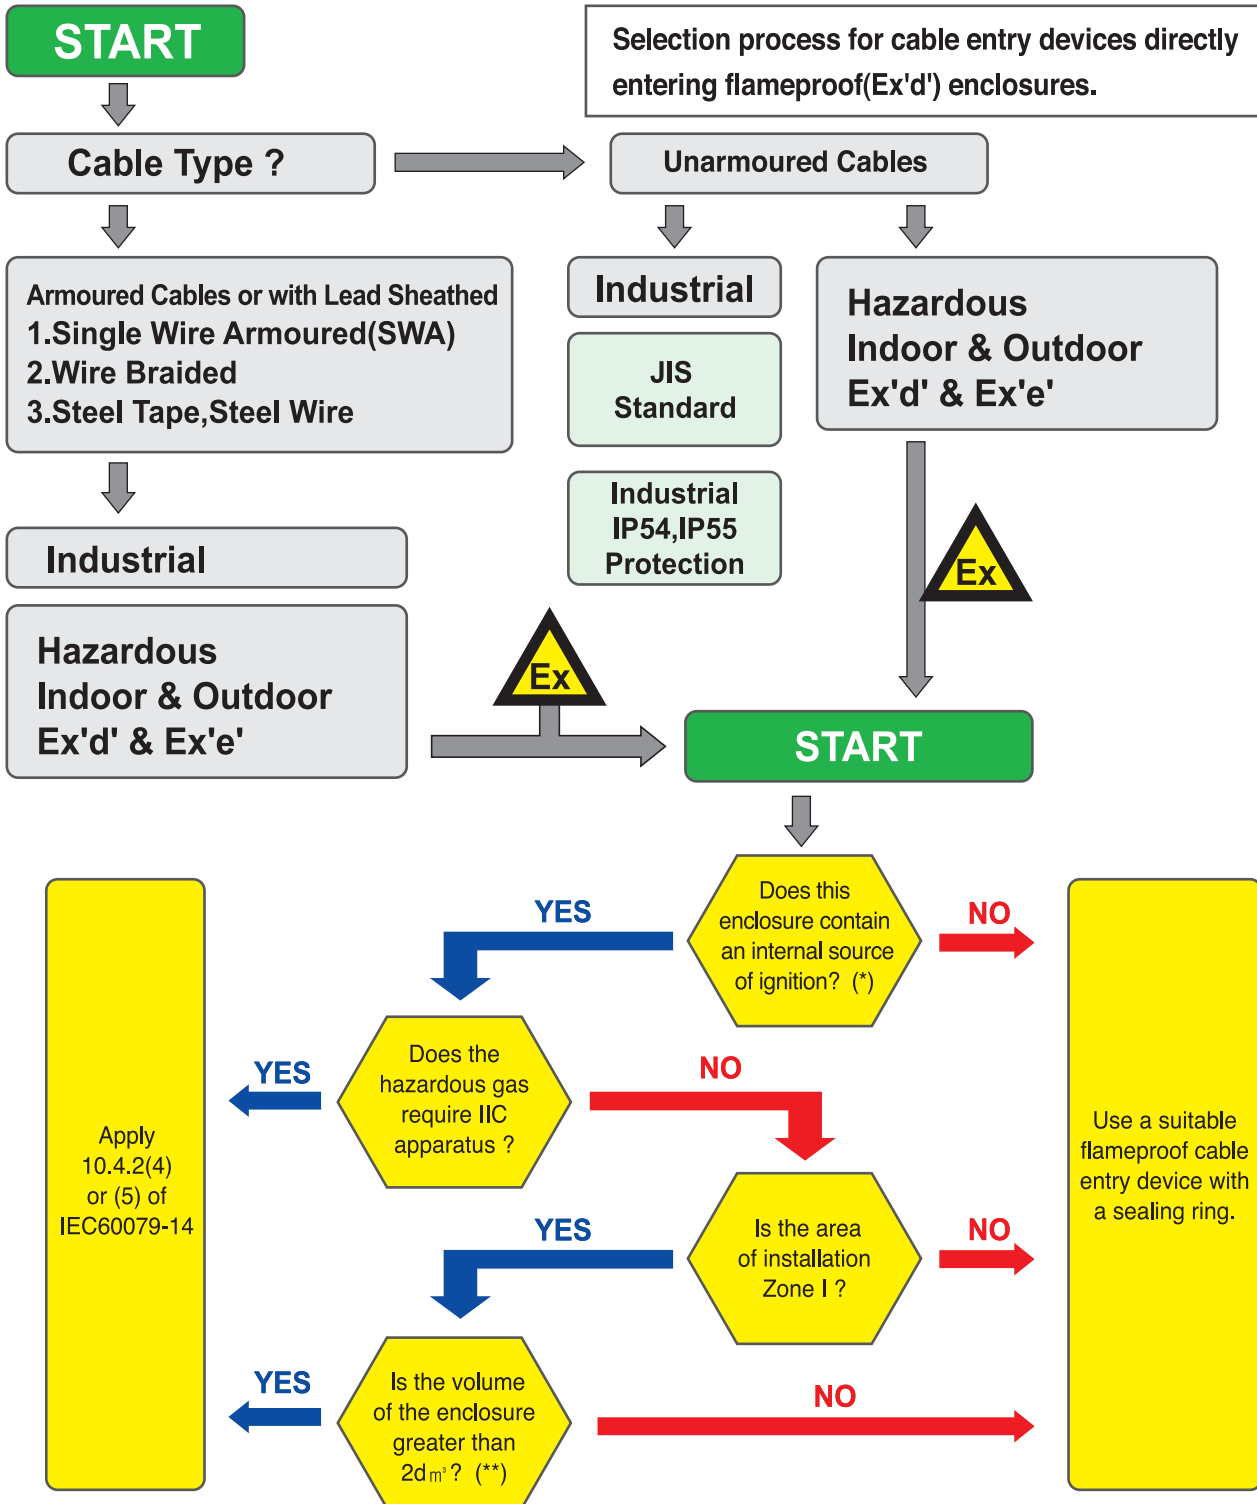 START
Selection process for cable entry devices directly
entering flameproof(Ex'd') enclosures.
Cable Type ?
Unarmoured Cables
Armoured Cables or with Lead Sheathed
1.Single Wire Armoured(SWA)
2.Wire Braided
3.Steel Tape,Steel Wire
Industrial
JIS
Standard
Industrial
IP54,IP55
Protection
Hazardous
Indoor & Outdoor
Ex'd' & Ex'e'
Ex
Industrial
Hazardous
Indoor & Outdoor
Ex'd' & Ex'e'
Ex
START
Does this
enclosure contain
an internal source
of ignition? (*)
YES
NO
Does the
hazardous gas
require IIC
apparatus ?
YES
NO
Apply
10.4.2(4)
or (5) of
IEC60079-14
Use a suitable
flameproof cable
entry device with
a sealing ring.
Is the area
of installation
Zone I ?
YES
NO
Is the volume
of the enclosure
greater than
2dm³? (**)
YES
NO